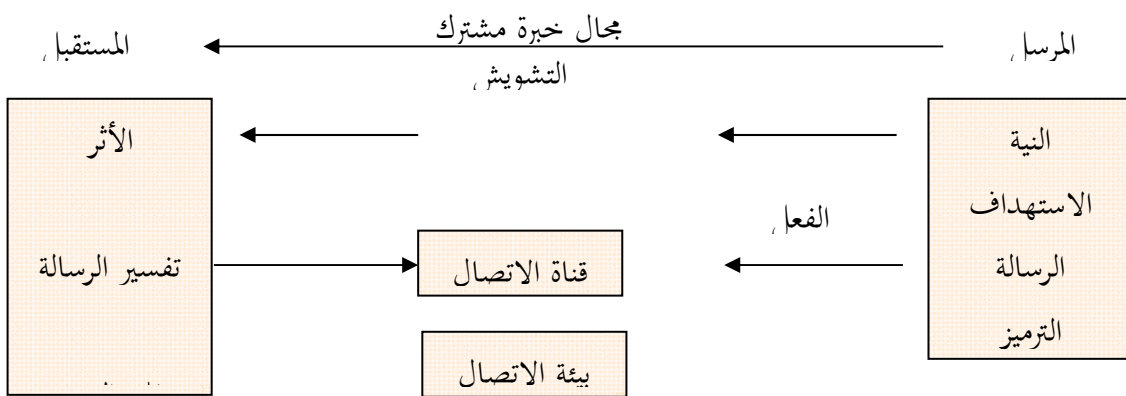 المرسل
مجال خبرة مشترك
المستقبل
التشويش
النية
الاستهداف
الرسالة
الترميز
الفعل
قناة الاتصال
بيئة الاتصال
الأثر
تفسير الرسالة